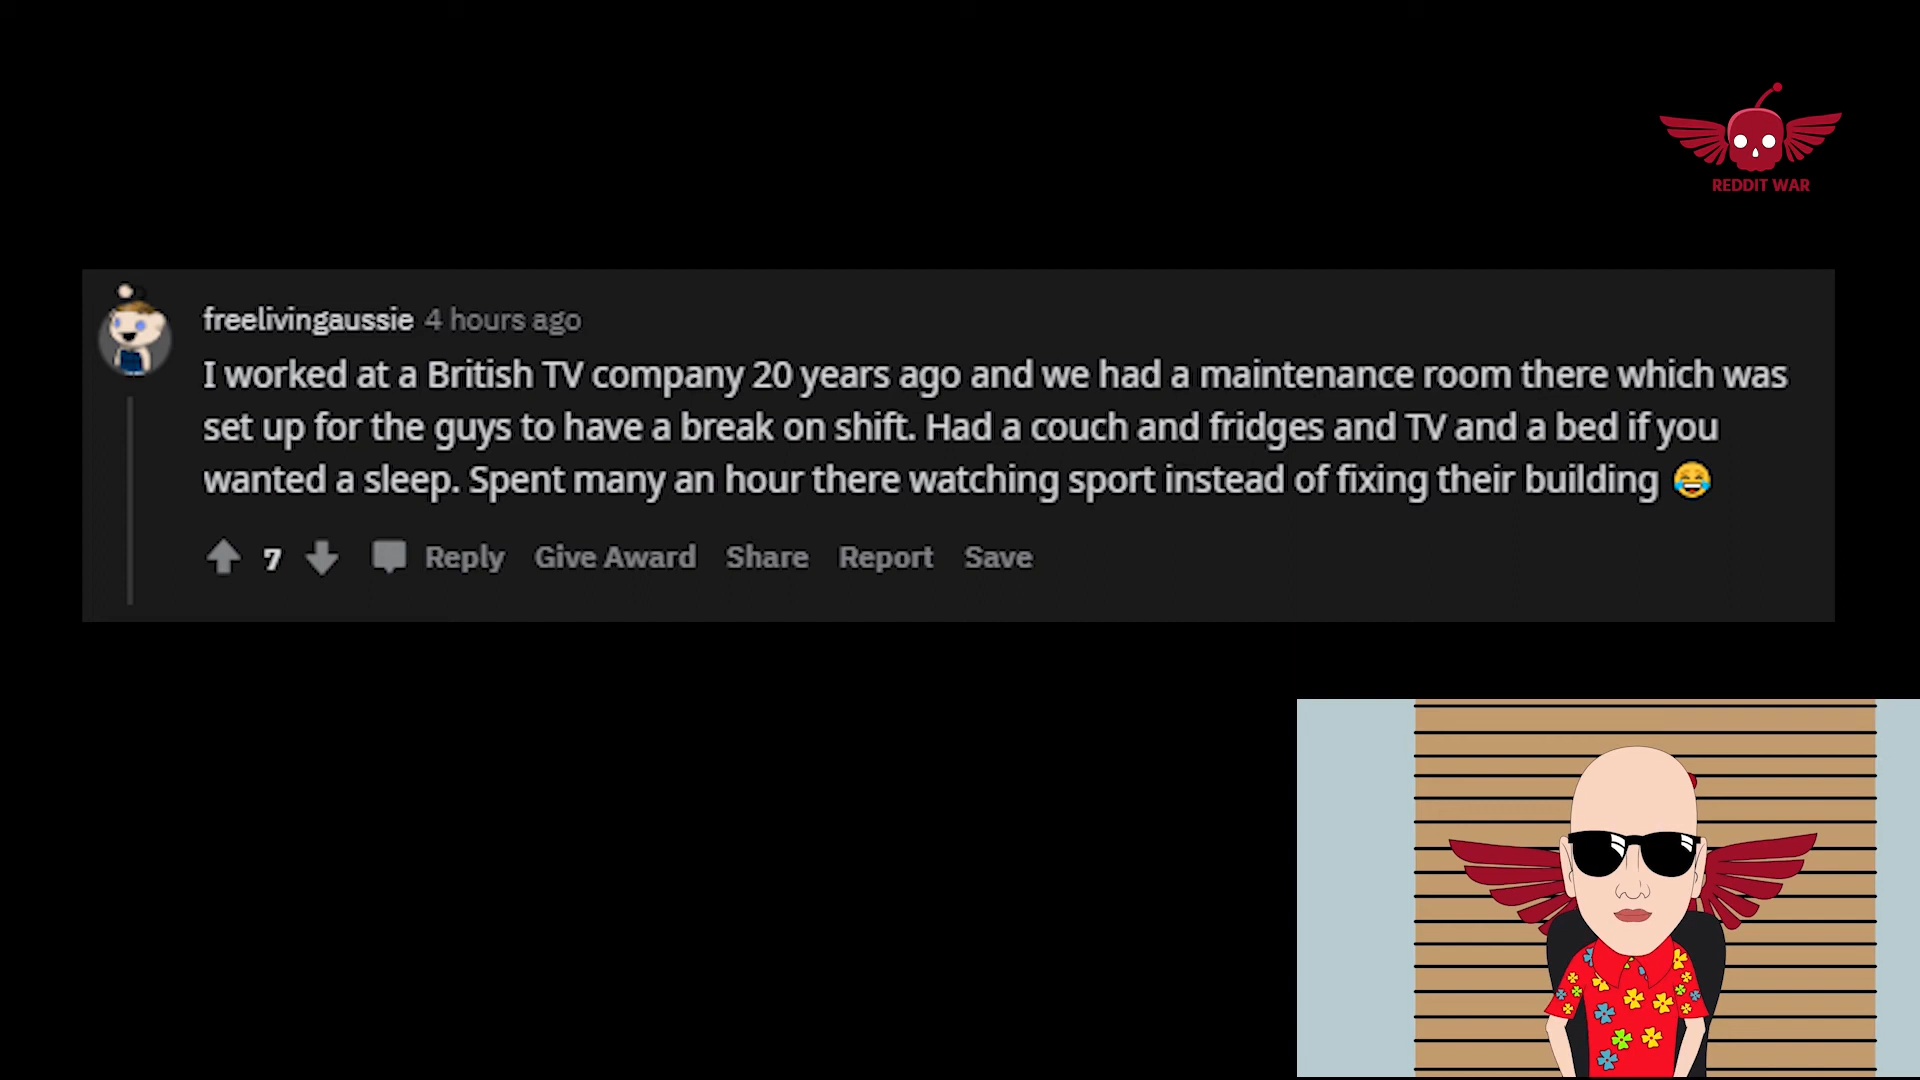 REDDIT WAR
freelivingaussie 4 hours ago
I worked at a British TV company 20 years ago and we had a maintenance room there which was
set up for the guys to have a break on shift. Had a couch and fridges and TV and a bed if you
wanted a sleep. Spent many an hour there watching sport instead of fixing their building 😂
7 Reply Give Award Share Report Save